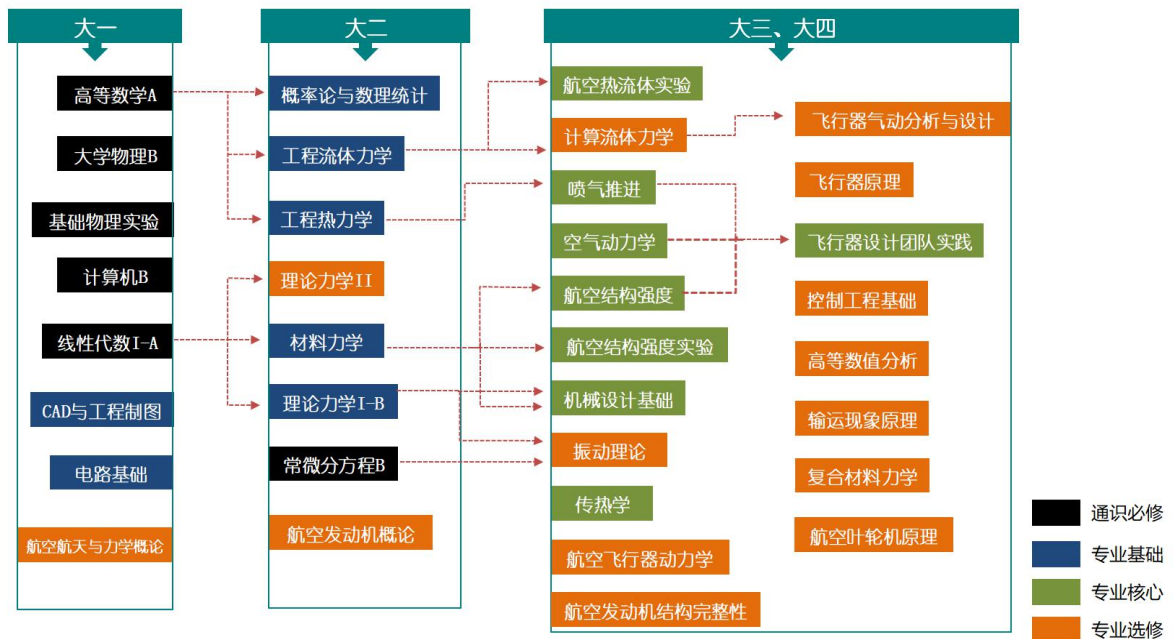 大一
高等数学A
大学物理B
基础物理实验
计算机B
线性代数I-A
CAD与工程制图
电路基础
航空航天与力学概论
大二
概率论与数理统计
工程流体力学
工程热力学
理论力学II
材料力学
理论力学I-B
常微分方程B
航空发动机概论
大三、大四
航空热流体实验
计算流体力学
喷气推进
空气动力学
航空结构强度
航空结构强度实验
机械设计基础
振动理论
传热学
航空飞行器动力学
航空发动机结构完整性
飞行器气动分析与设计
飞行器原理
飞行器设计团队实践
控制工程基础
高等数值分析
输运现象原理
复合材料力学
航空叶轮机原理
通识必修
专业基础
专业核心
专业选修